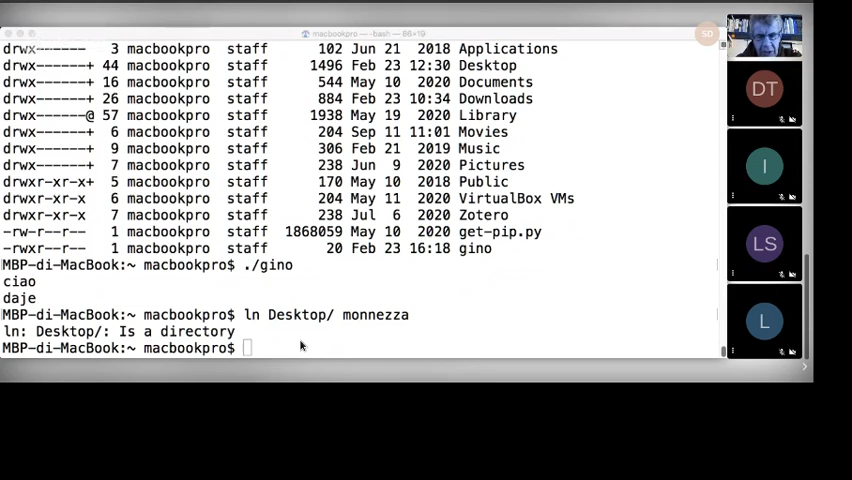 macbookpro — -bash — 86×19
drwx------ 3 macbookpro staff 102 Jun 21 2018 Applications
drwx------+ 44 macbookpro staff 1496 Feb 23 12:30 Desktop
drwx------+ 16 macbookpro staff 544 May 10 2020 Documents
drwx------+ 26 macbookpro staff 884 Feb 23 10:34 Downloads
drwx------@ 57 macbookpro staff 1938 May 19 2020 Library
drwx------+ 6 macbookpro staff 204 Sep 11 11:01 Movies
drwx------+ 9 macbookpro staff 306 Feb 21 2019 Music
drwx------+ 7 macbookpro staff 238 Jun 9 2020 Pictures
drwxr-xr-x+ 5 macbookpro staff 170 May 10 2018 Public
drwxr-xr-x 6 macbookpro staff 204 May 11 2020 VirtualBox VMs
drwxr-xr-x 7 macbookpro staff 238 Jul 6 2020 Zotero
-rw-r--r-- 1 macbookpro staff 1868059 May 10 2020 get-pip.py
-rwxr--r-- 1 macbookpro staff 20 Feb 23 16:18 gino
MBP-di-MacBook:~ macbookpro$ ./gino
ciao
daje
MBP-di-MacBook:~ macbookpro$ ln Desktop/ monnezza
ln: Desktop/: Is a directory
MBP-di-MacBook:~ macbookpro$
SD
DT
I
LS
L